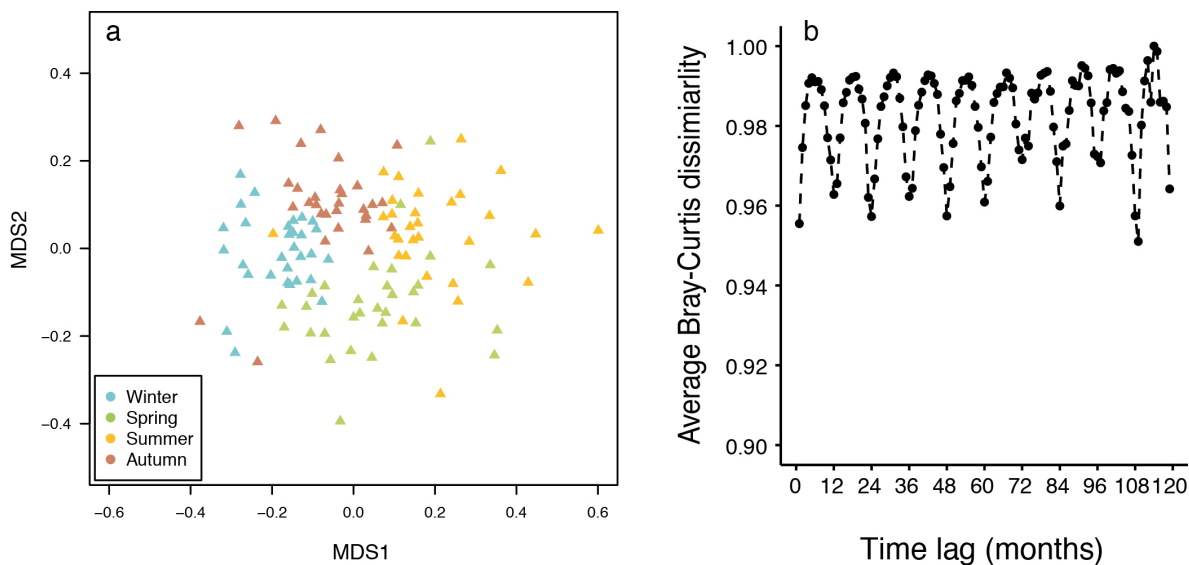 a
MDS2
0.4
0.2
0.0
−0.2
−0.4
Winter
Spring
Summer
Autumn
−0.6
−0.4
−0.2
0.0
0.2
0.4
0.6
MDS1
b
Average Bray-Curtis dissimiarlity
1.00
0.98
0.96
0.94
0.92
0.90
0 12 24 36 48 60 72 84 96 108 120
Time lag (months)